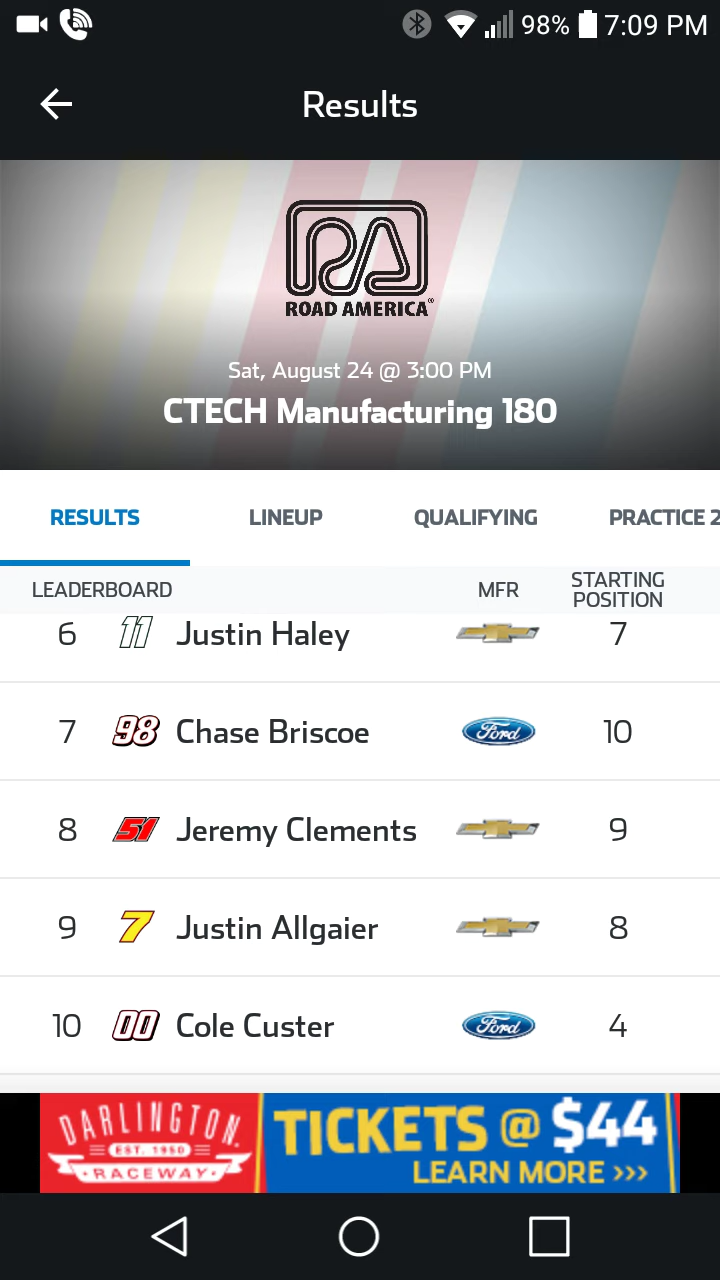 98% 7:09 PM
Results
RA
ROAD AMERICA®
Sat, August 24 @ 3:00 PM
CTECH Manufacturing 180
RESULTS LINEUP QUALIFYING PRACTICE 2
LEADERBOARD MFR STARTING POSITION
6 11 Justin Haley 7
7 98 Chase Briscoe Ford 10
8 51 Jeremy Clements 9
9 7 Justin Allgaier 8
10 00 Cole Custer Ford 4
DARLINGTON
EST. 1950
RACEWAY
TICKETS @ $44
LEARN MORE >>>